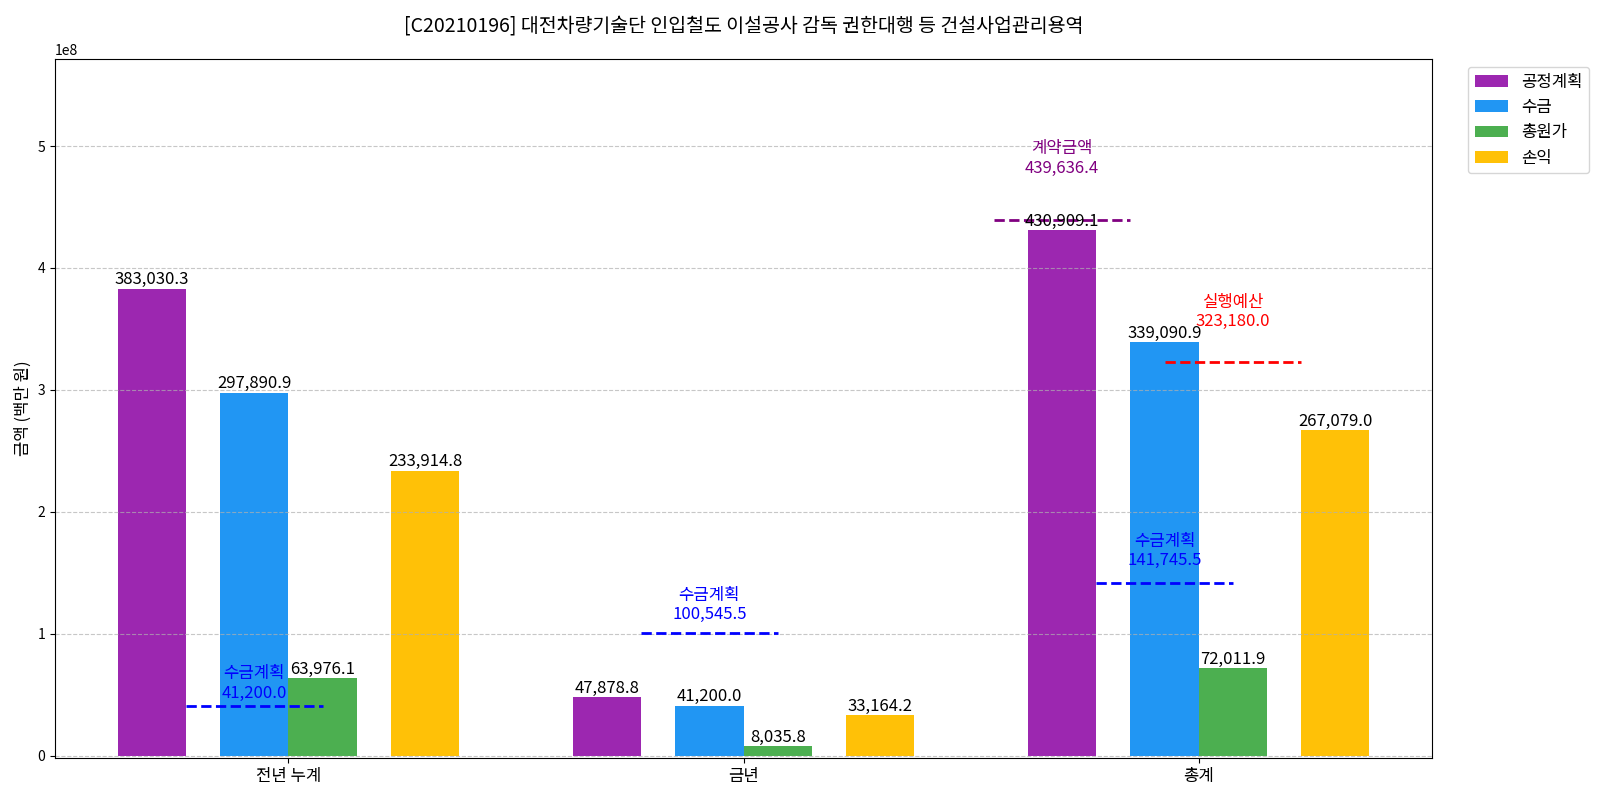 [C20210196] 대전차량기술단 인입철도 이설공사 감독 권한대행 등 건설사업관리용역
1e8
금액 (백만 원)
5
4
3
2
1
0
383,030.3
297,890.9
수금계획
41,200.0
63,976.1
233,914.8
47,878.8
수금계획
100,545.5
41,200.0
8,035.8
33,164.2
계약금액
439,636.4
430,909.1
339,090.9
실행예산
323,180.0
수금계획
141,745.5
72,011.9
267,079.0
전년 누계
금년
총계
공정계획
수금
총원가
손익